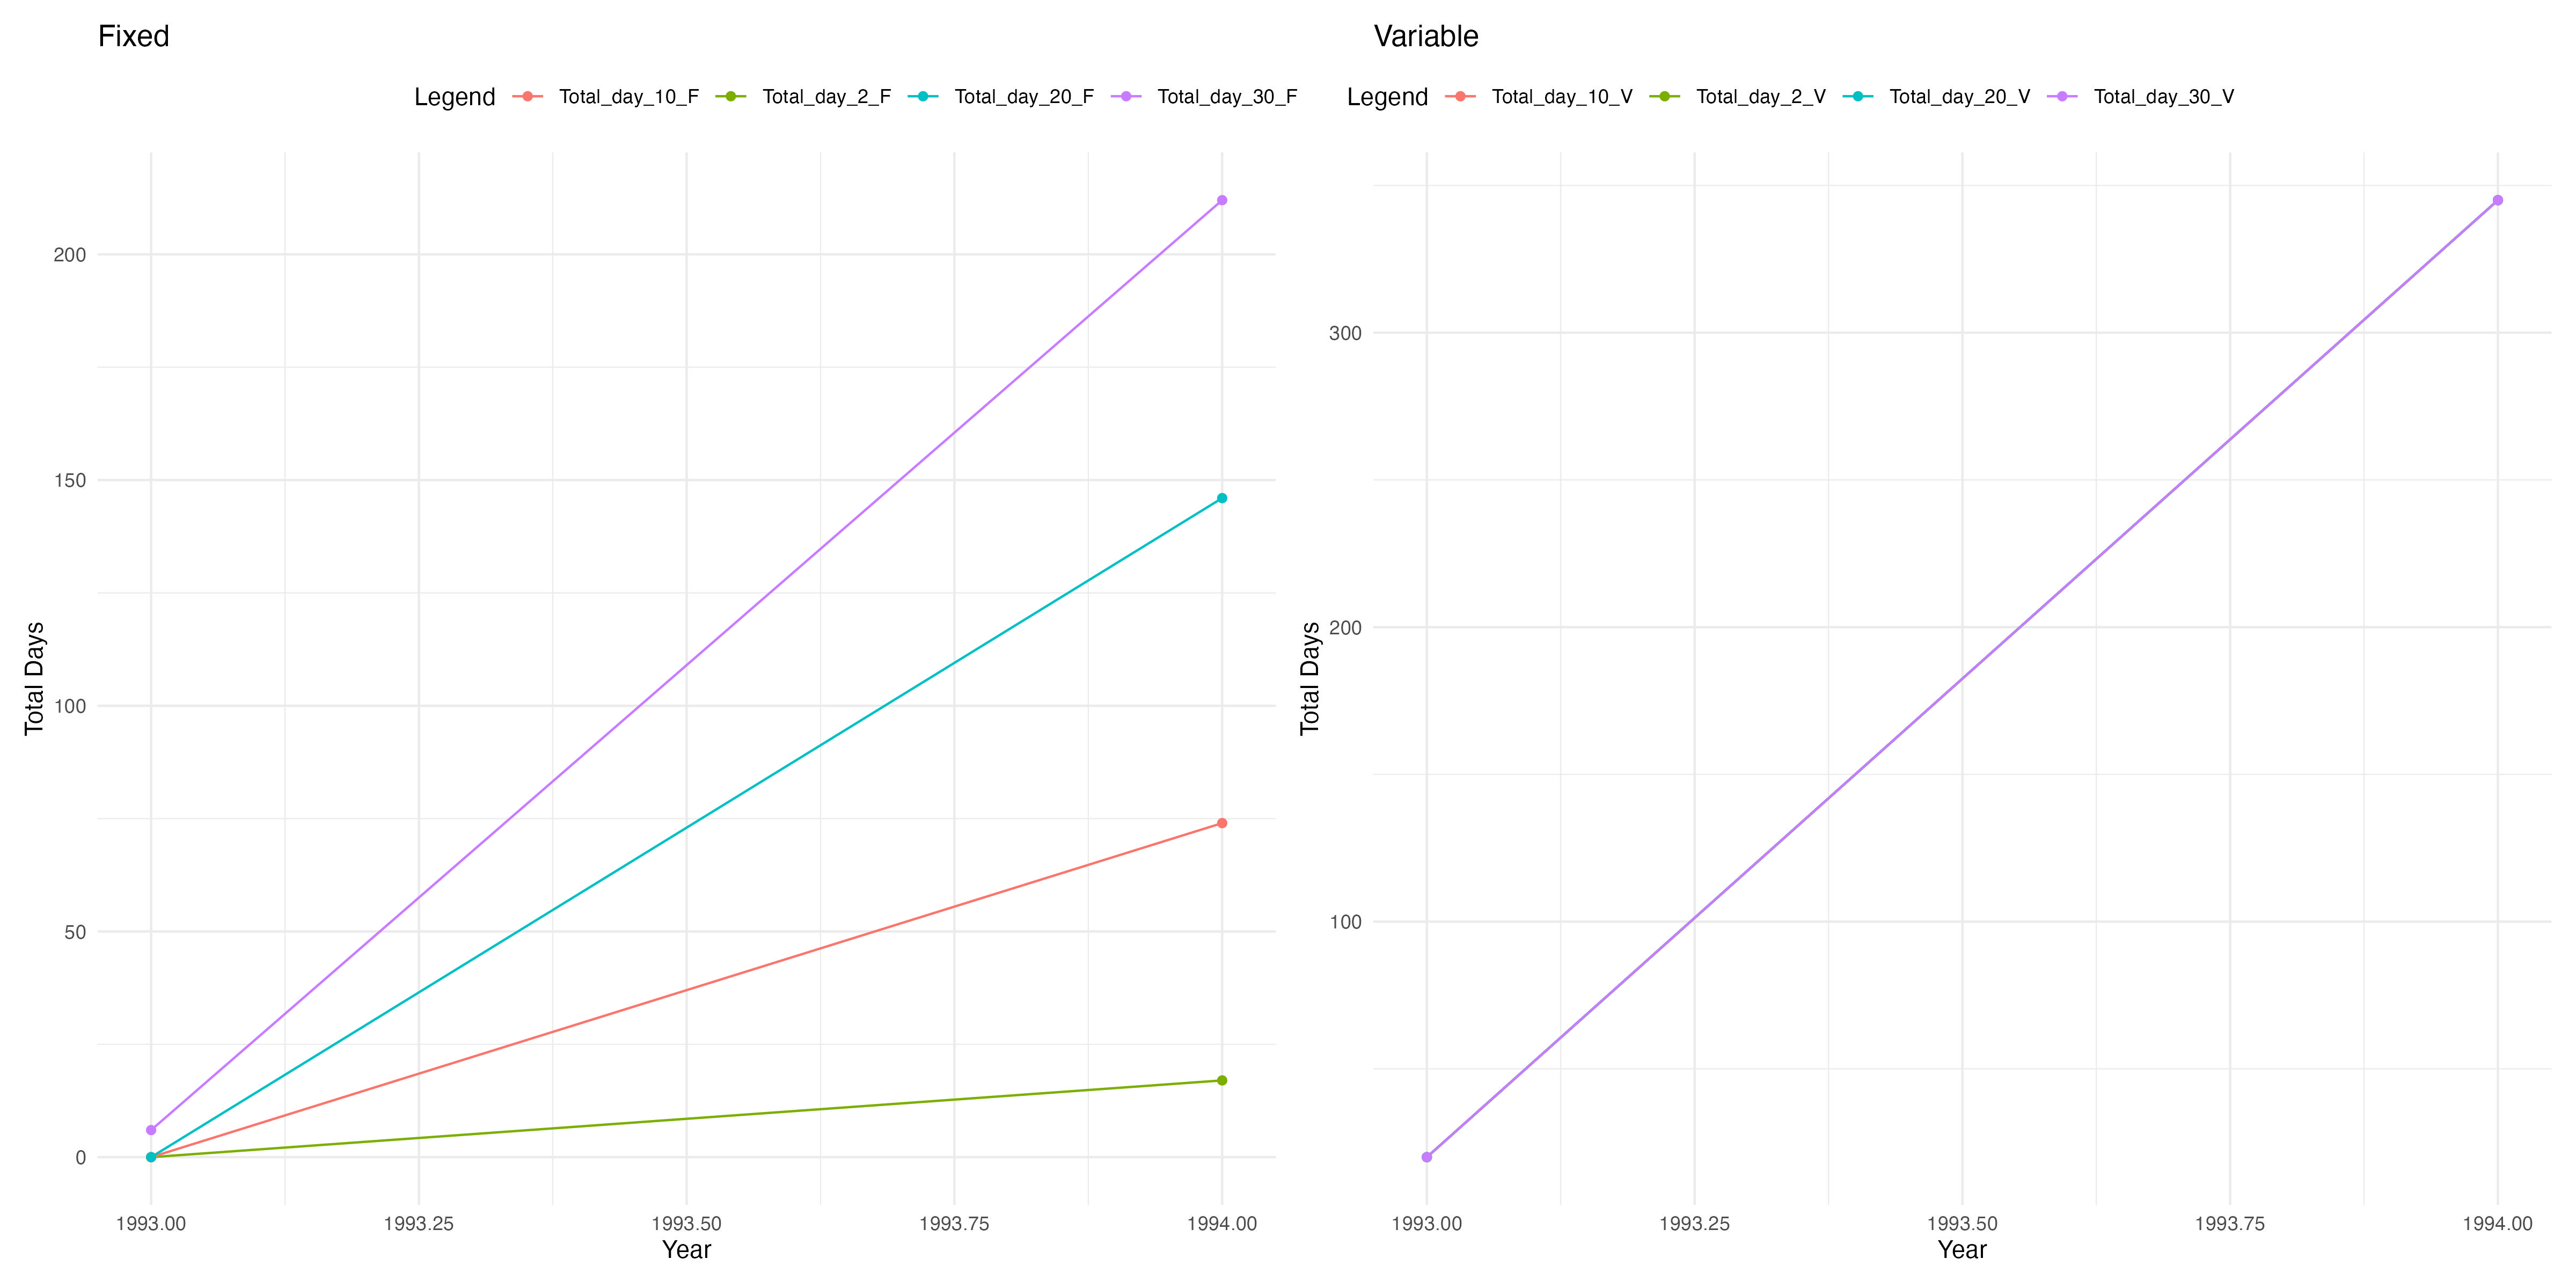 Fixed
Legend Total_day_10_F Total_day_2_F Total_day_20_F Total_day_30_F
200
150
100
50
0
Total Days
1993.00 1993.25 1993.50 1993.75 1994.00
Year
Variable
Legend Total_day_10_V Total_day_2_V Total_day_20_V Total_day_30_V
300
200
100
Total Days
1993.00 1993.25 1993.50 1993.75 1994.00
Year